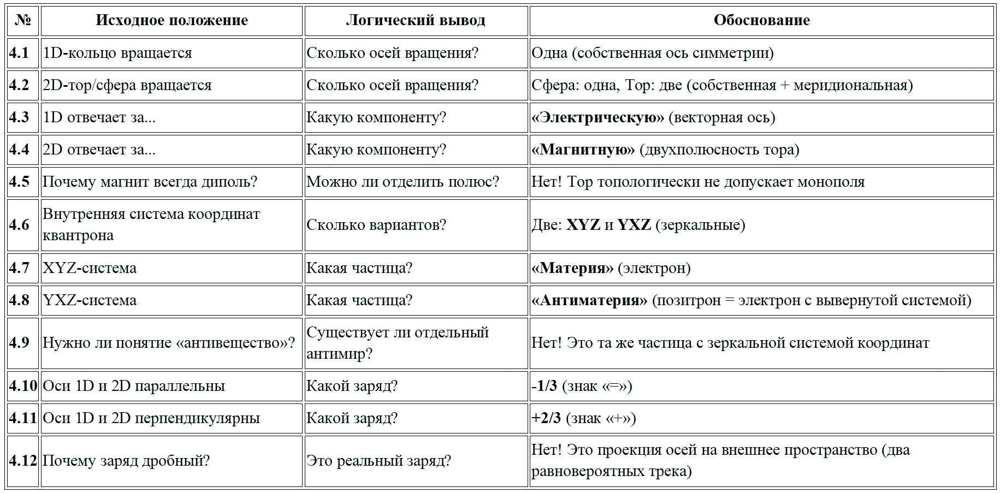 № Исходное положение Логический вывод Обоснование
4.1 1D-кольцо вращается Сколько осей вращения? Одна (собственная ось симметрии)
4.2 2D-тор/сфера вращается Сколько осей вращения? Сфера: одна, Тор: две (собственная + меридиональная)
4.3 1D отвечает за... Какую компоненту? «Электрическую» (векторная ось)
4.4 2D отвечает за... Какую компоненту? «Магнитную» (двухполюсность тора)
4.5 Почему магнит всегда диполь? Можно ли отделить полюс? Нет! Тор топологически не допускает монополя
4.6 Внутренняя система координат
квантрона Сколько вариантов? Две: XYZ и YXZ (зеркальные)
4.7 XYZ-система Какая частица? «Материя» (электрон)
4.8 YXZ-система Какая частица? «Антиматерия» (позитрон = электрон с вывернутой системой)
4.9 Нужно ли понятие «антивещество»? Существует ли отдельный
антимир? Нет! Это та же частица с зеркальной системой координат
4.10 Оси 1D и 2D параллельны Какой заряд? -1/3 (знак «=»)
4.11 Оси 1D и 2D перпендикулярны Какой заряд? +2/3 (знак «+»)
4.12 Почему заряд дробный? Это реальный заряд? Нет! Это проекция осей на внешнее пространство (два
равновероятных трека)